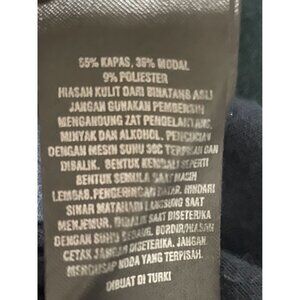 55% KAPAS, 36% MODAL
9% POLIESTER
HIASAN KULIT DARI BINATANG ASLI
JANGAN GUNAKAN PEMBERSIH
MENGANDUNG ZAT PENGELANTANG,
MINYAK DAN ALKOHOL. PENCUCIAN
DENGAN MESIN SUHU 30C TERPISAH DAN
DIBALIK. BENTUK KEMBALI SEPERTI
BENTUK SEMULA SAAT MASIH
LEMBAB. PENGERINGAN DATAR. HINDARI
SINAR MATAHARI LANGSUNG SAAT
MENJEMUR. DIBALIK SAAT DISETERIKA
DENGAN SUHU SEDANG. BORDIR/HIASAN/
CETAK JANGAN DISETERIKA. JANGAN
MENGUSAP NODA YANG TERPISAH.
DIBUAT DI TURKI